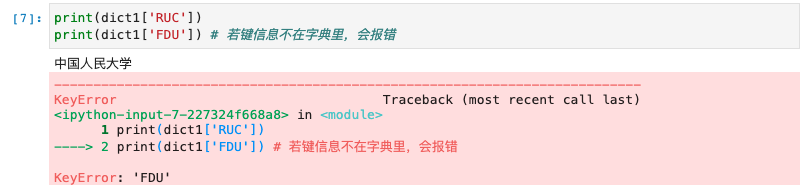 [7]: print(dict1['RUC'])
print(dict1['FDU']) # 若键信息不在字典里，会报错
中国人民大学
---------------------------------------------------------------------------
KeyError                                  Traceback (most recent call last)
<ipython-input-7-227324f668a8> in <module>
      1 print(dict1['RUC'])
----> 2 print(dict1['FDU']) # 若键信息不在字典里，会报错
KeyError: 'FDU'